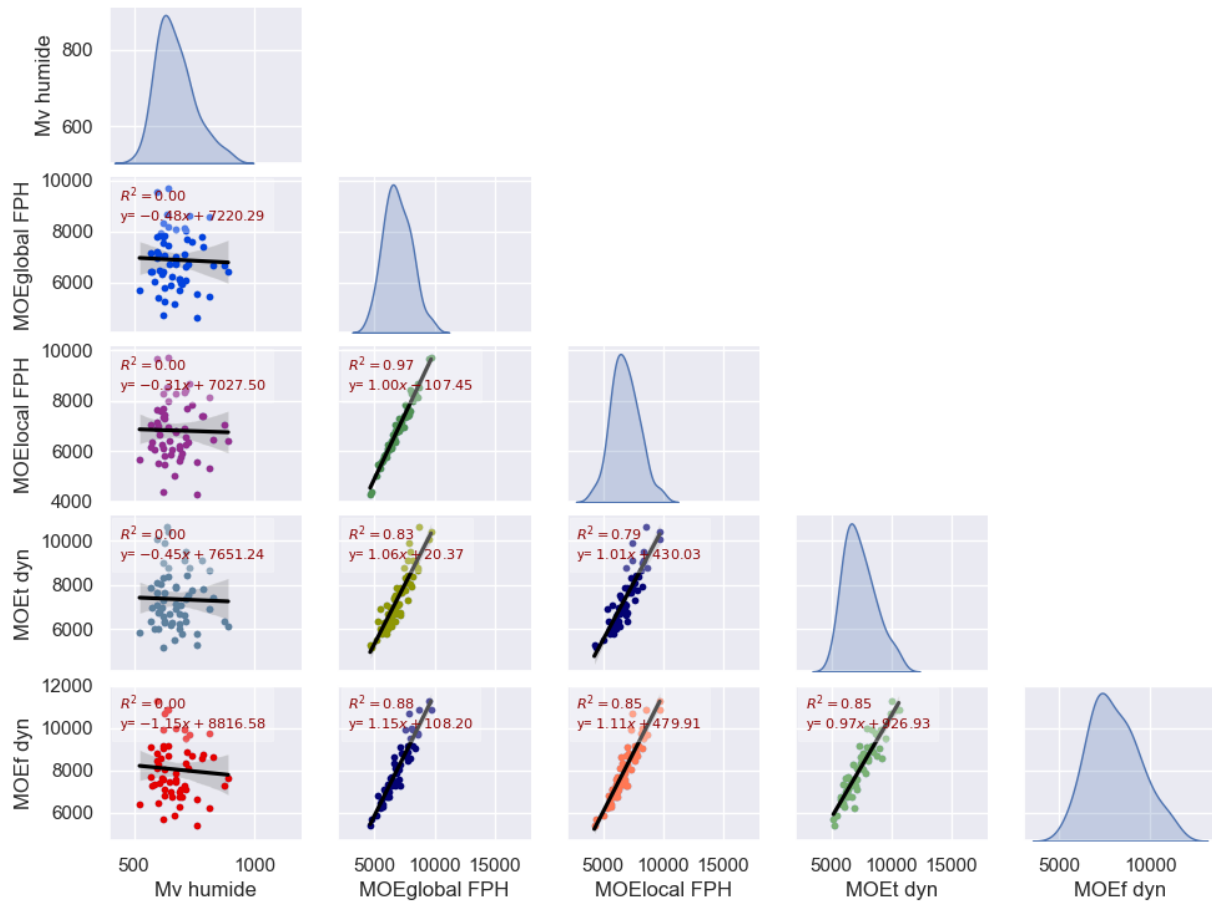 Mv humide
800
600
MOEglobal FPH
10000
8000
6000
R² = 0.00
y= −0.48x + 7220.29
MOElocal FPH
10000
8000
6000
4000
R² = 0.00
y= −0.31x + 7027.50
R² = 0.97
y= 1.00x − 107.45
MOEt dyn
10000
8000
6000
R² = 0.00
y= −0.45x + 7651.24
R² = 0.83
y= 1.06x + 20.37
R² = 0.79
y= 1.01x + 430.03
MOEf dyn
12000
10000
8000
6000
R² = 0.00
y= −1.15x + 8816.58
R² = 0.88
y= 1.15x + 108.20
R² = 0.85
y= 1.11x + 479.91
R² = 0.85
y= 0.97x + 926.93
500 1000
5000 10000 15000
5000 10000 15000
5000 10000 15000
5000 10000
Mv humide
MOEglobal FPH
MOElocal FPH
MOEt dyn
MOEf dyn